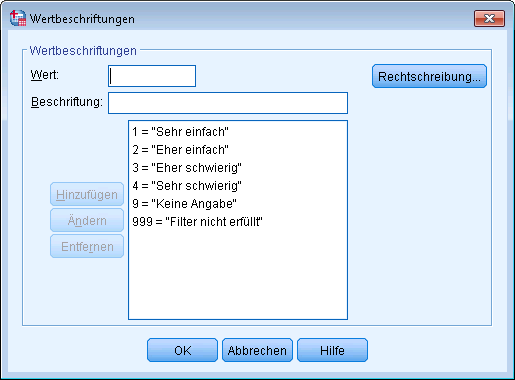 Wertbeschriftungen
Wertbeschriftungen
Wert:
Rechtschreibung...
Beschriftung:
1 = "Sehr einfach"
2 = "Eher einfach"
3 = "Eher schwierig"
4 = "Sehr schwierig"
9 = "Keine Angabe"
999 = "Filter nicht erfüllt"
Hinzufügen
Ändern
Entfernen
OK
Abbrechen
Hilfe